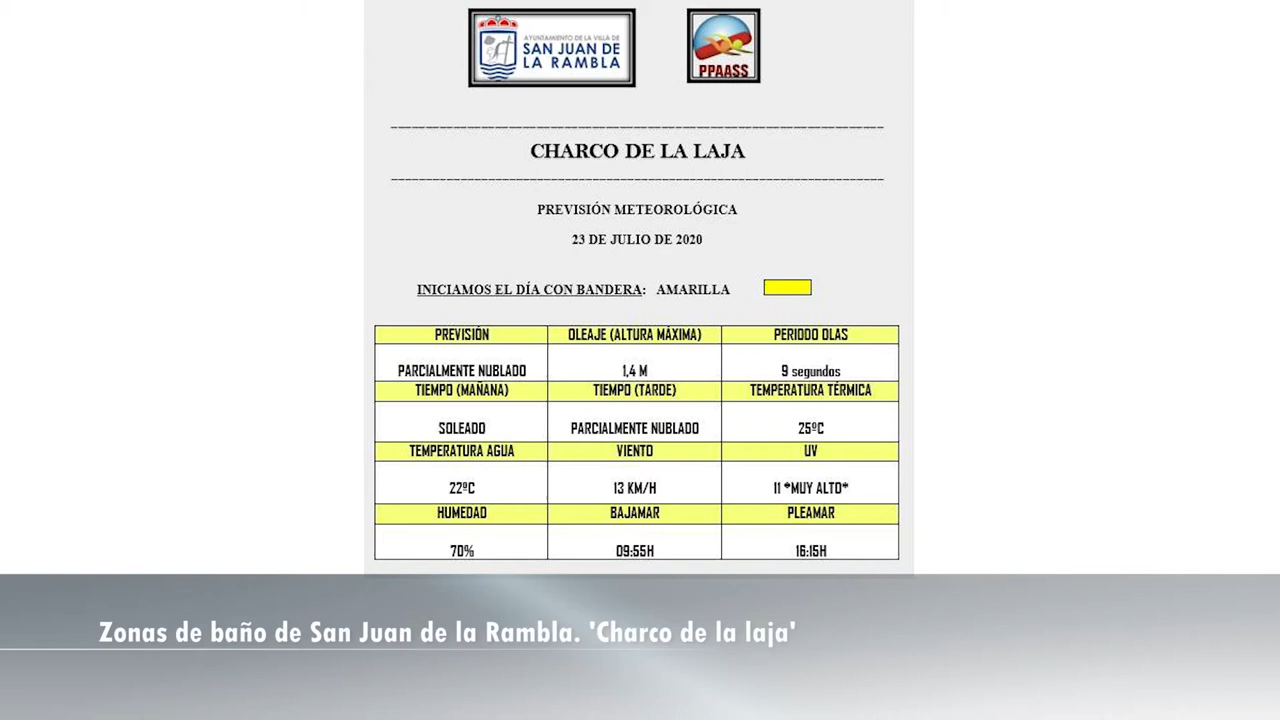 AYUNTAMIENTO DE LA VILLA DE
SAN JUAN DE
LA RAMBLA
PPAASS
CHARCO DE LA LAJA
PREVISIÓN METEOROLÓGICA
23 DE JULIO DE 2020
INICIAMOS EL DÍA CON BANDERA: AMARILLA
PREVISIÓN OLEAJE (ALTURA MÁXIMA) PERIODO OLAS
PARCIALMENTE NUBLADO 1,4 M 9 segundos
TIEMPO (MAÑANA) TIEMPO (TARDE) TEMPERATURA TÉRMICA
SOLEADO PARCIALMENTE NUBLADO 25ºC
TEMPERATURA AGUA VIENTO UV
22ºC 13 KM/H 11 *MUY ALTO*
HUMEDAD BAJAMAR PLEAMAR
70% 09:55H 16:15H
Zonas de baño de San Juan de la Rambla. 'Charco de la laja'